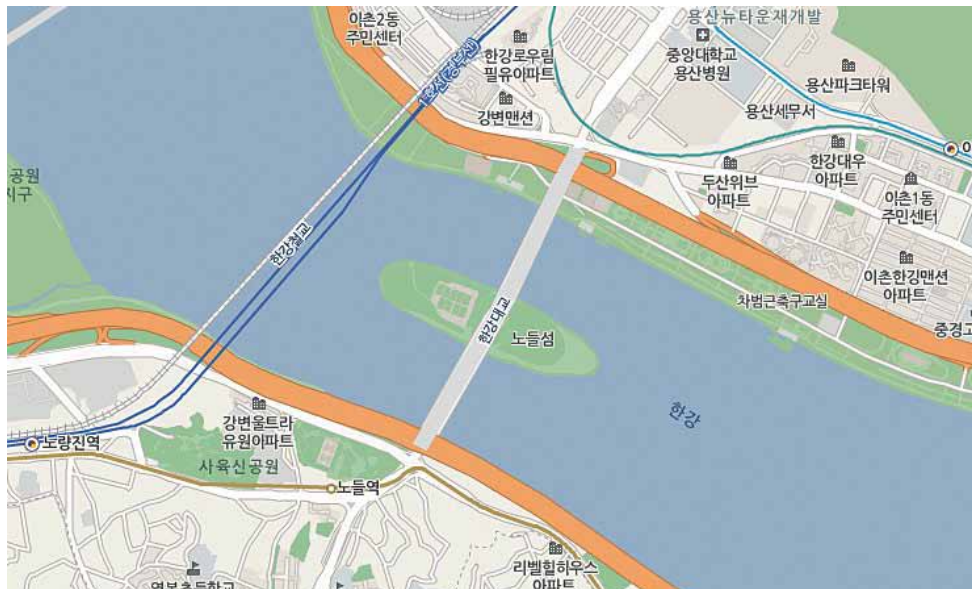 이촌2동
주민센터
용산뉴타운재개발
한강로우림
필유아파트
중앙대학교
용산병원
용산파크타워
강변맨션
용산세무서
1호선(경부선)
한강대우
아파트
두산위브
아파트
이촌1동
주민센터
공원
지구
한강철교
이촌한강맨션
아파트
차범근축구교실
한강대교
노들섬
한강
강변울트라
유원아파트
노량진역
사육신공원
노들역
리벨힐하우스
아파트